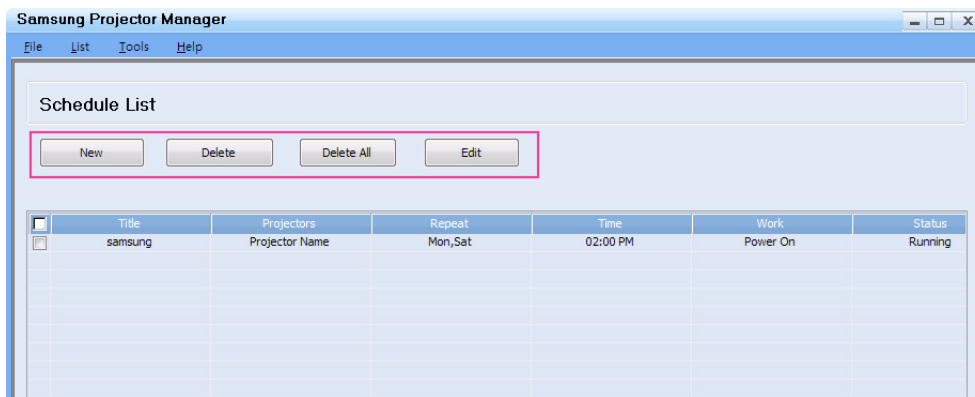 Samsung Projector Manager
File List Tools Help
Schedule List
New Delete Delete All Edit
Title Projectors Repeat Time Work Status
samsung Projector Name Mon,Sat 02:00 PM Power On Running